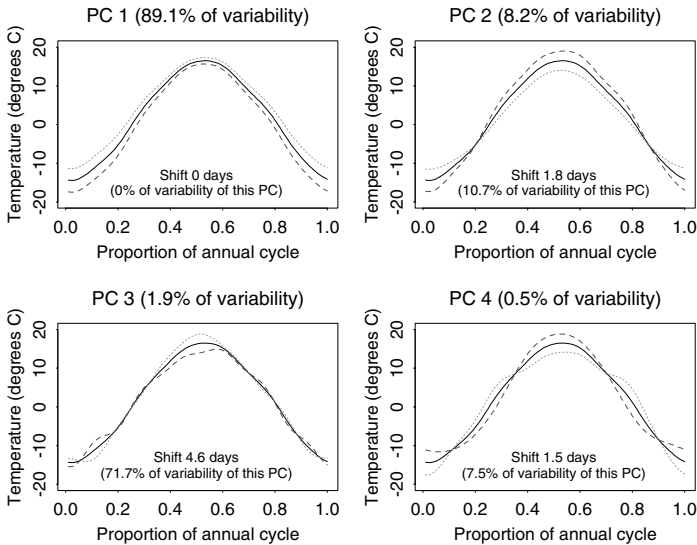 PC 1 (89.1% of variability)
Temperature (degrees C)
20
10
0
-10
-20
Shift 0 days
(0% of variability of this PC)
0.0 0.2 0.4 0.6 0.8 1.0
Proportion of annual cycle
PC 2 (8.2% of variability)
Temperature (degrees C)
20
10
0
-10
-20
Shift 1.8 days
(10.7% of variability of this PC)
0.0 0.2 0.4 0.6 0.8 1.0
Proportion of annual cycle
PC 3 (1.9% of variability)
Temperature (degrees C)
20
10
0
-10
-20
Shift 4.6 days
(71.7% of variability of this PC)
0.0 0.2 0.4 0.6 0.8 1.0
Proportion of annual cycle
PC 4 (0.5% of variability)
Temperature (degrees C)
20
10
0
-10
-20
Shift 1.5 days
(7.5% of variability of this PC)
0.0 0.2 0.4 0.6 0.8 1.0
Proportion of annual cycle